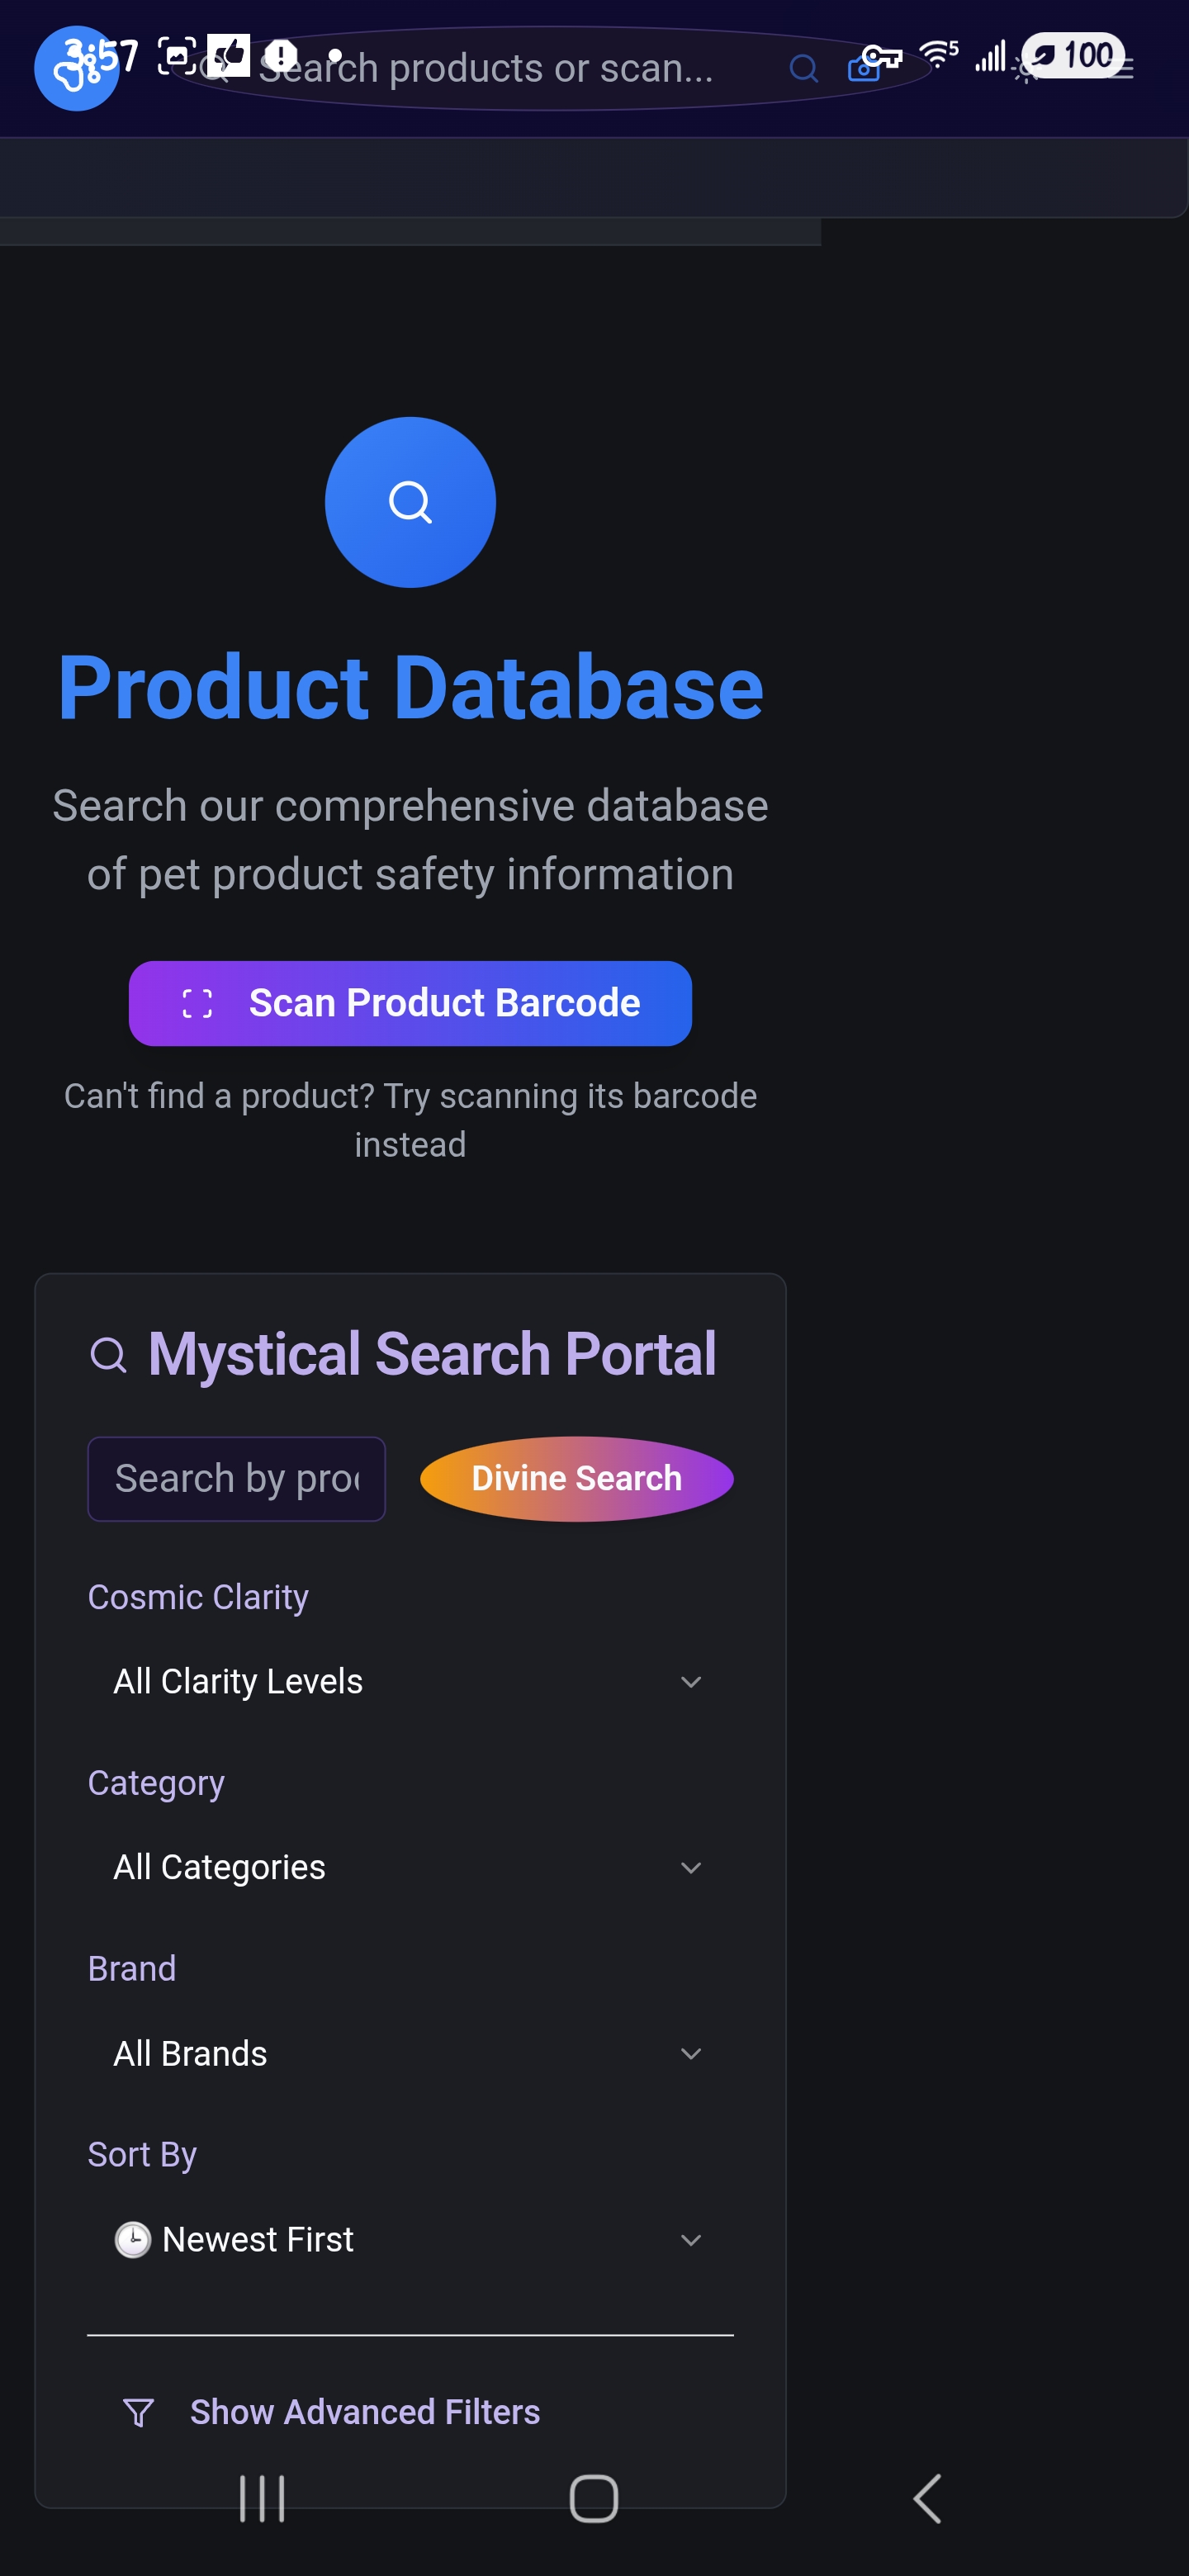 3:57
Search products or scan...
5
100
Product Database
Search our comprehensive database
of pet product safety information
Scan Product Barcode
Can't find a product? Try scanning its barcode
instead
Mystical Search Portal
Search by pro
Divine Search
Cosmic Clarity
All Clarity Levels
Category
All Categories
Brand
All Brands
Sort By
Newest First
Show Advanced Filters